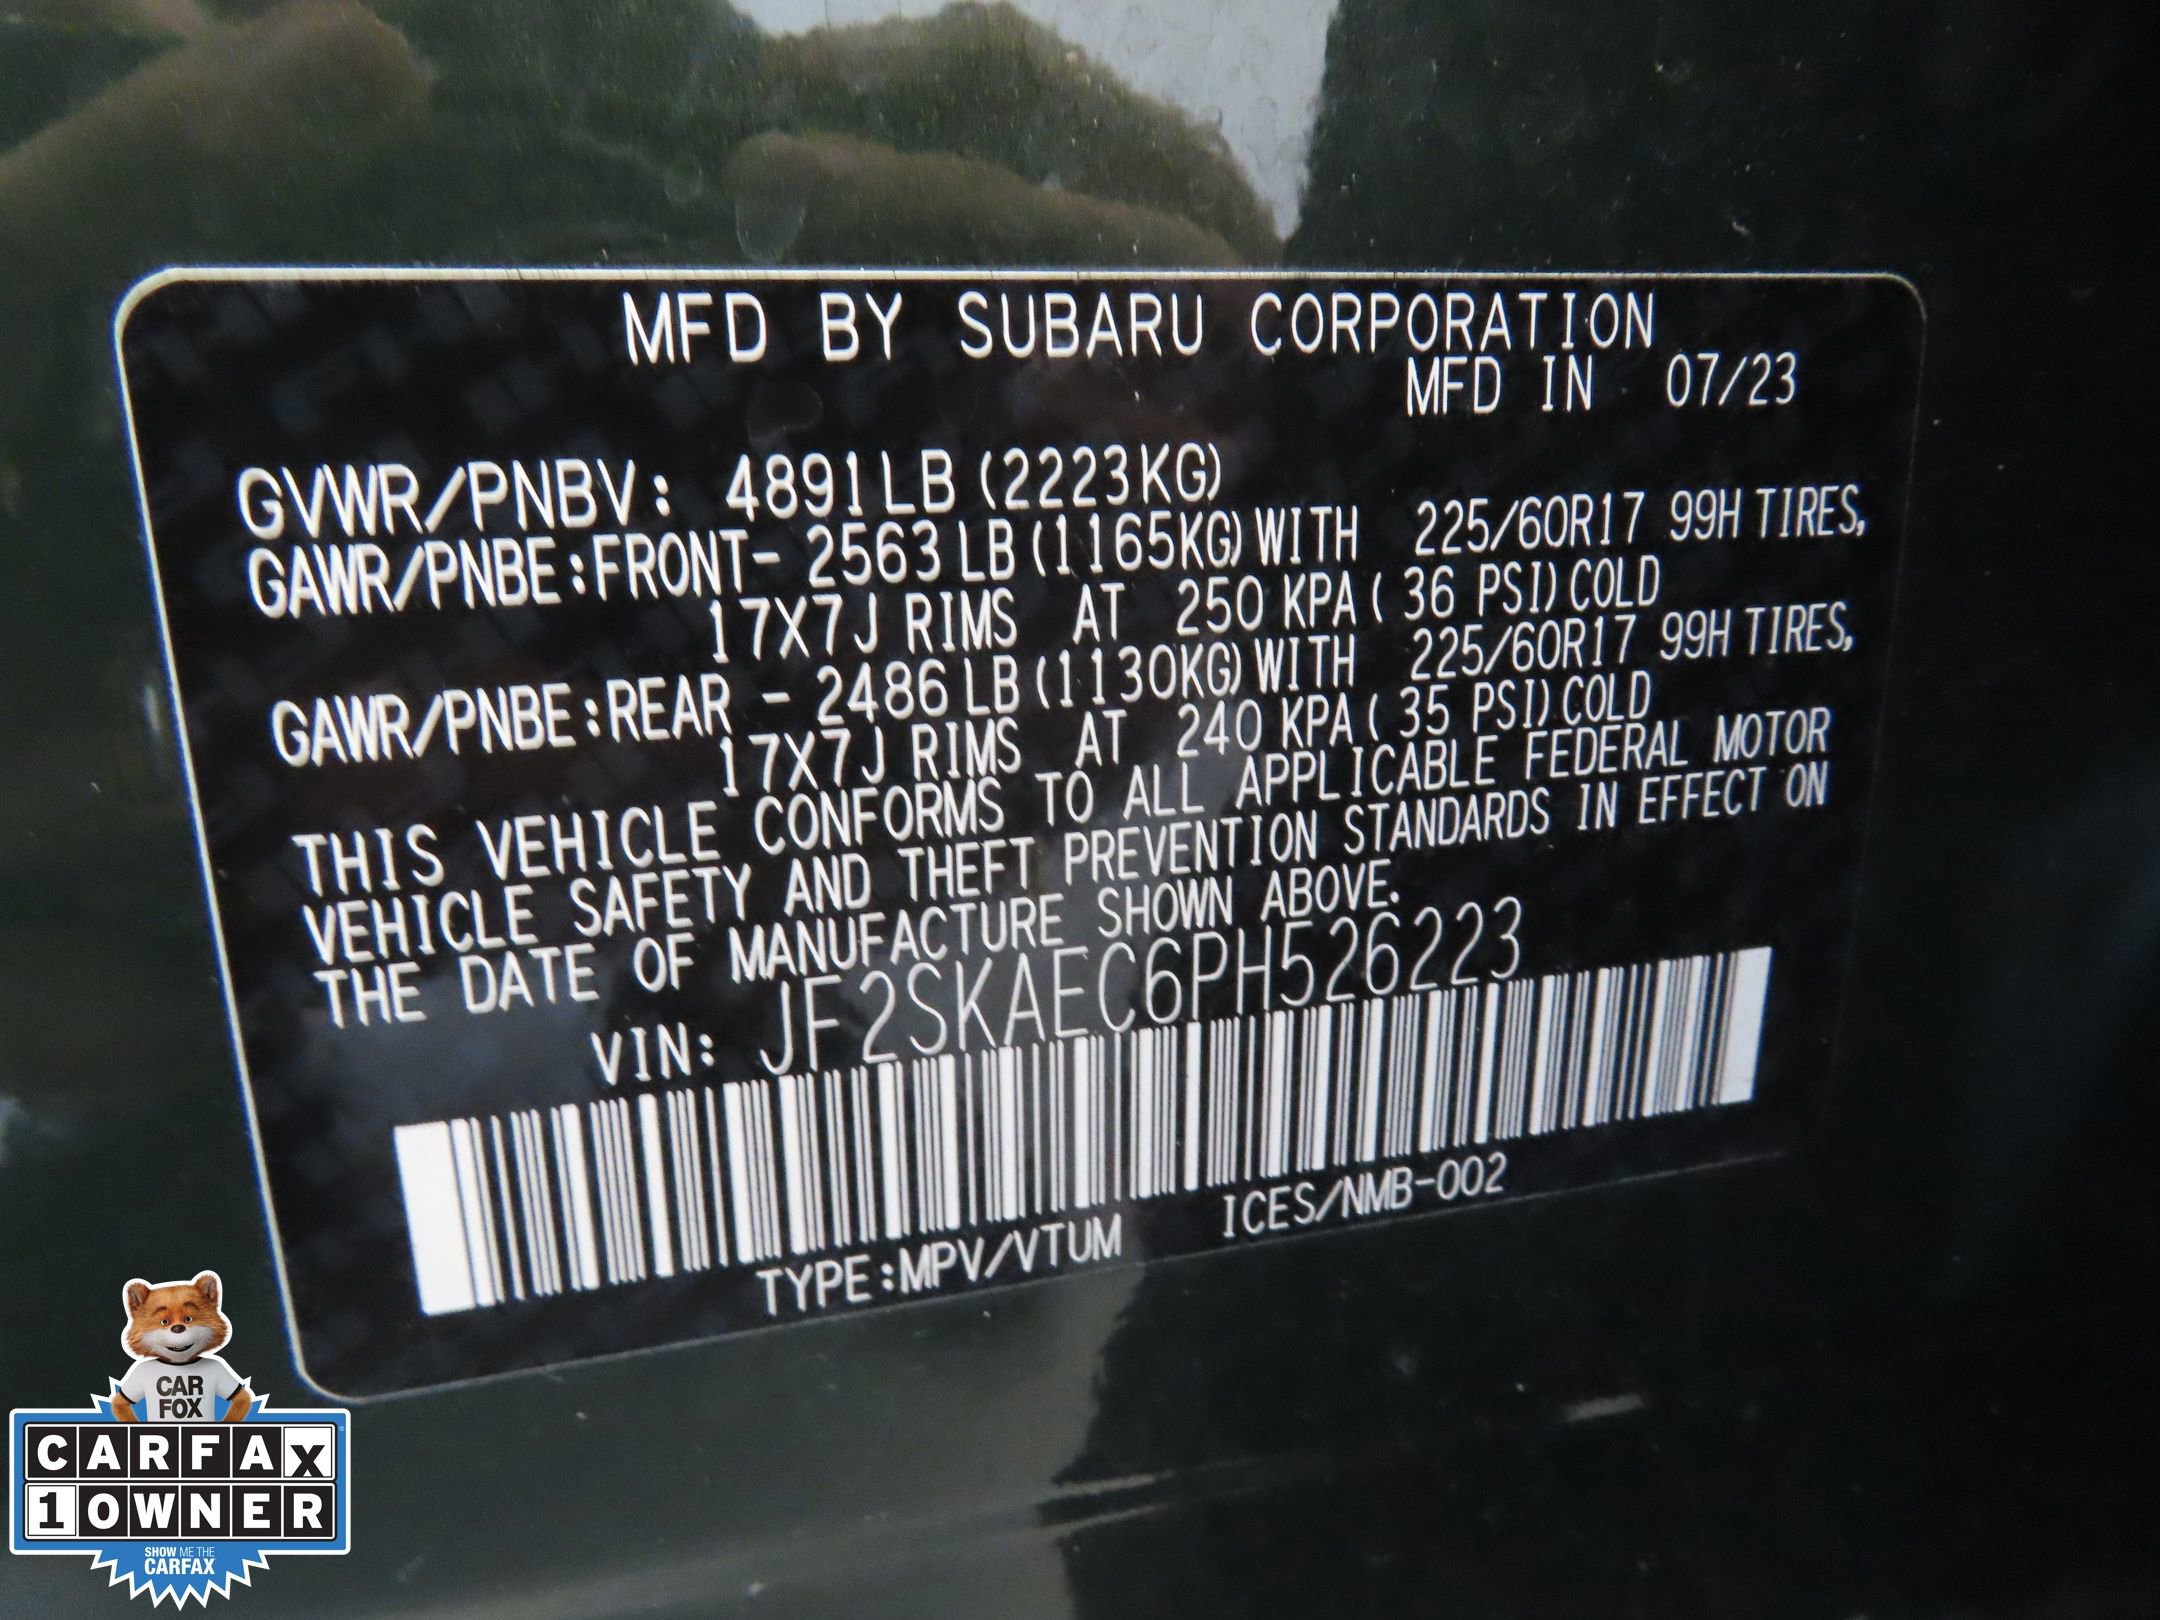 MFD BY SUBARU CORPORATION
MFD IN 07/23
GVWR/PNBV: 4891LB (2223KG)
GAWR/PNBE:FRONT- 2563 LB (1165KG) WITH 225/60R17 99H TIRES,
17X7J RIMS AT 250 KPA ( 36 PSI) COLD
GAWR/PNBE:REAR - 2486 LB (1130KG) WITH 225/60R17 99H TIRES,
17X7J RIMS AT 240 KPA ( 35 PSI) COLD
THIS VEHICLE CONFORMS TO ALL APPLICABLE FEDERAL MOTOR
VEHICLE SAFETY AND THEFT PREVENTION STANDARDS IN EFFECT ON
THE DATE OF MANUFACTURE SHOWN ABOVE.
VIN: JF2SKAEC6PH526223
TYPE:MPV/VTUM ICES/NMB-002
CAR
FOX
CARFAX
1 OWNER
SHOW ME THE
CARFAX